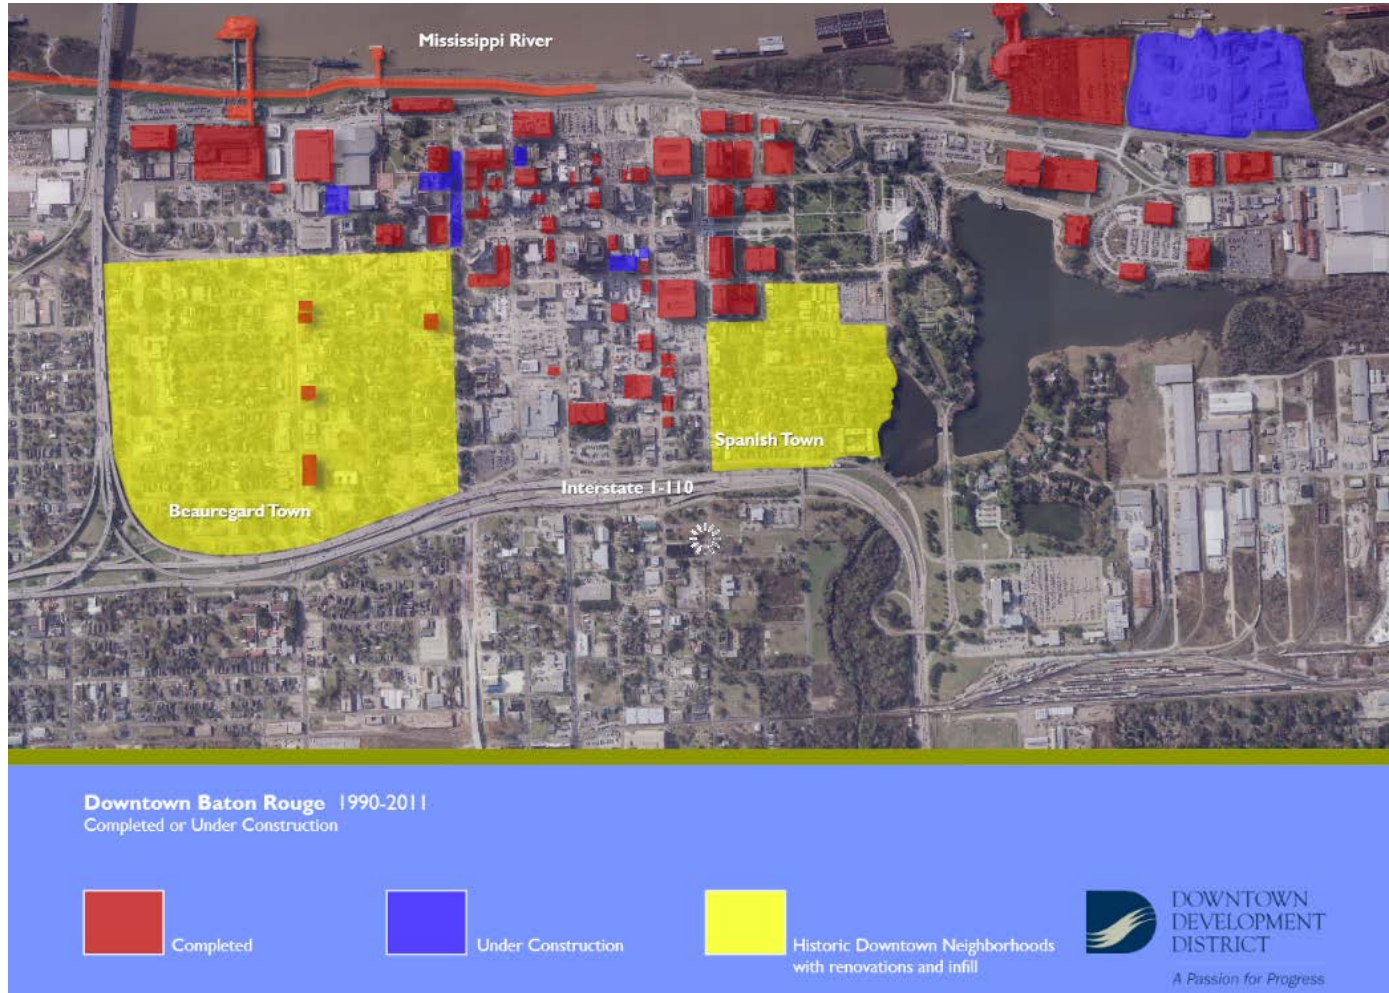 Mississippi River
Spanish Town
Interstate I-110
Beauregard Town
Downtown Baton Rouge 1990-2011
Completed or Under Construction
Completed
Under Construction
Historic Downtown Neighborhoods
with renovations and infill
DOWNTOWN
DEVELOPMENT
DISTRICT
A Passion for Progress